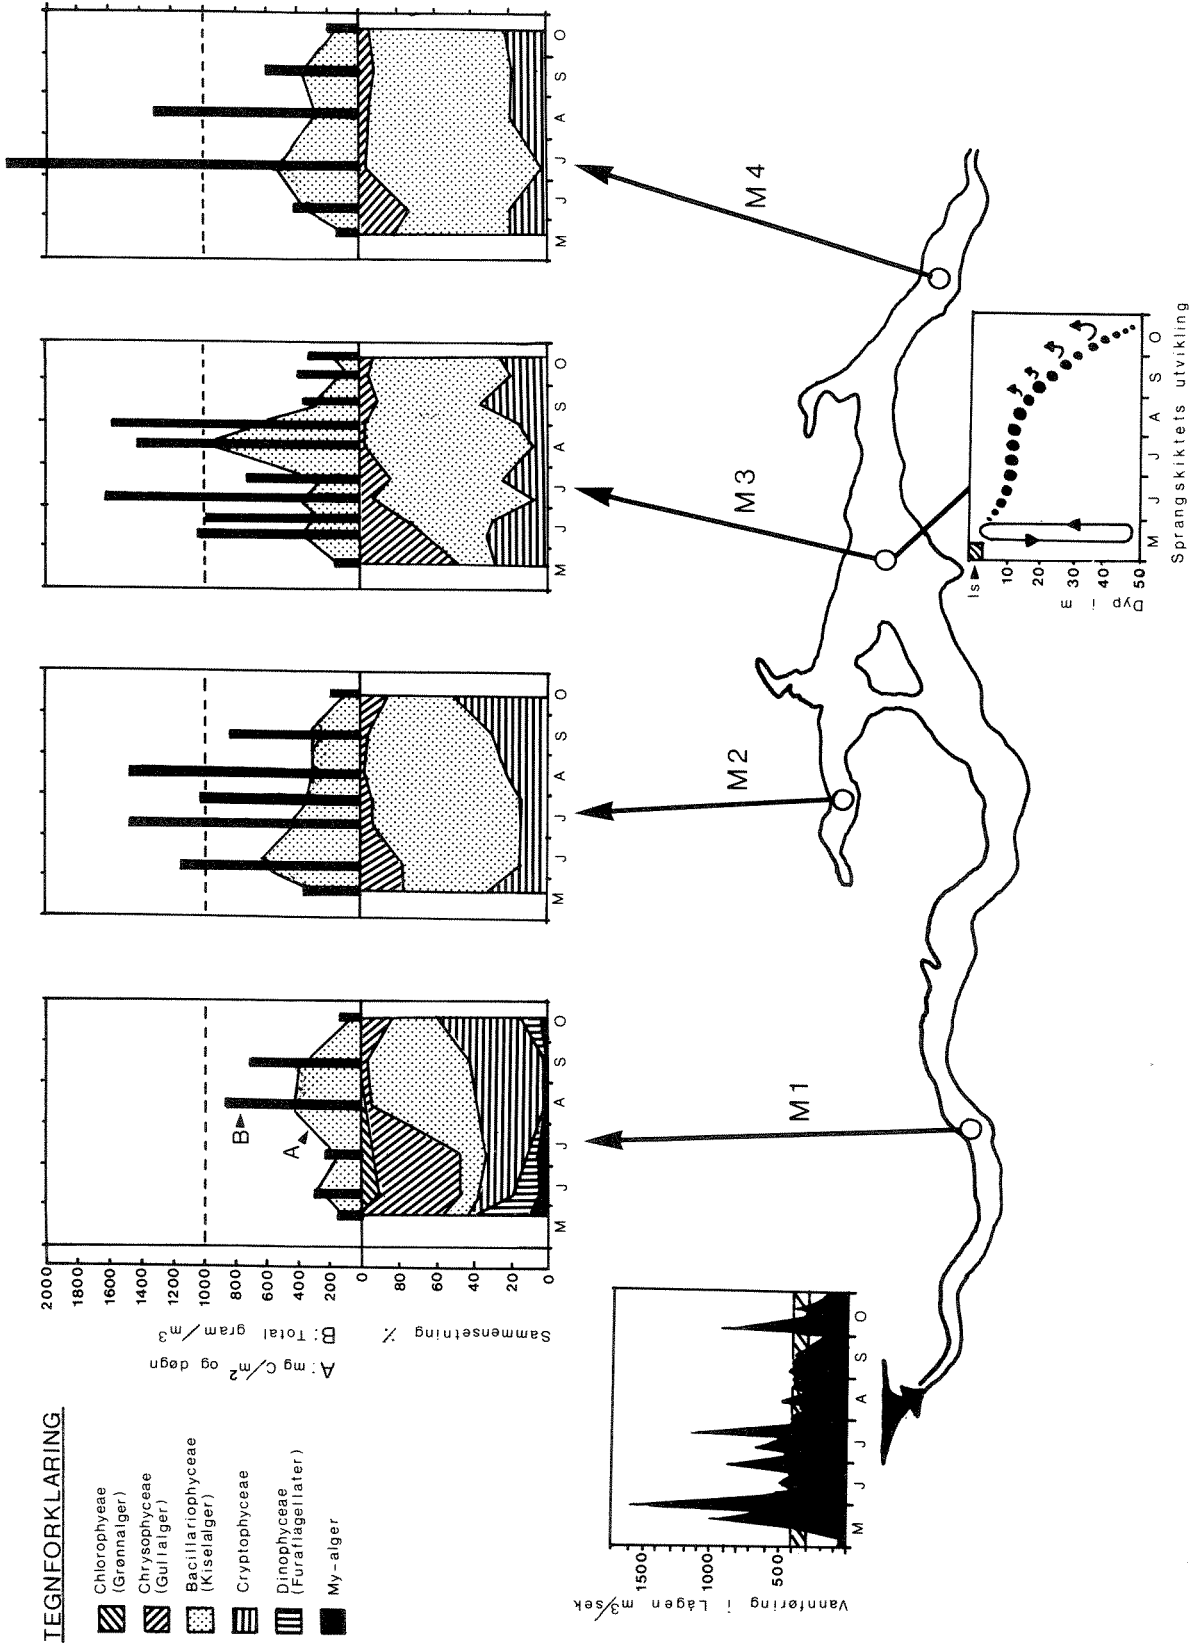 TEGNFORKLARING
Chlorophyeae
(Grønnalger)
Chrysophyceae
(Gullalger)
Bacillariophyceae
(Kiselalger)
Cryptophyceae
Dinophyceae
(Furaflagellater)
My-alger
A: mg C/m² og døgn
B: Total gram/m³
Sammensetning %
2000
1800
1600
1400
1200
1000
800
600
400
200
0
80
60
40
20
0
B
A
M J J A S O
M J J A S O
M J J A S O
M J J A S O
M1
M2
M3
M4
Vannføring i Lågen m³/sek
1500
1000
500
M J J A S O
Is
Dyp i m
10
20
30
40
50
M J J A S O
Sprangskiktets utvikling